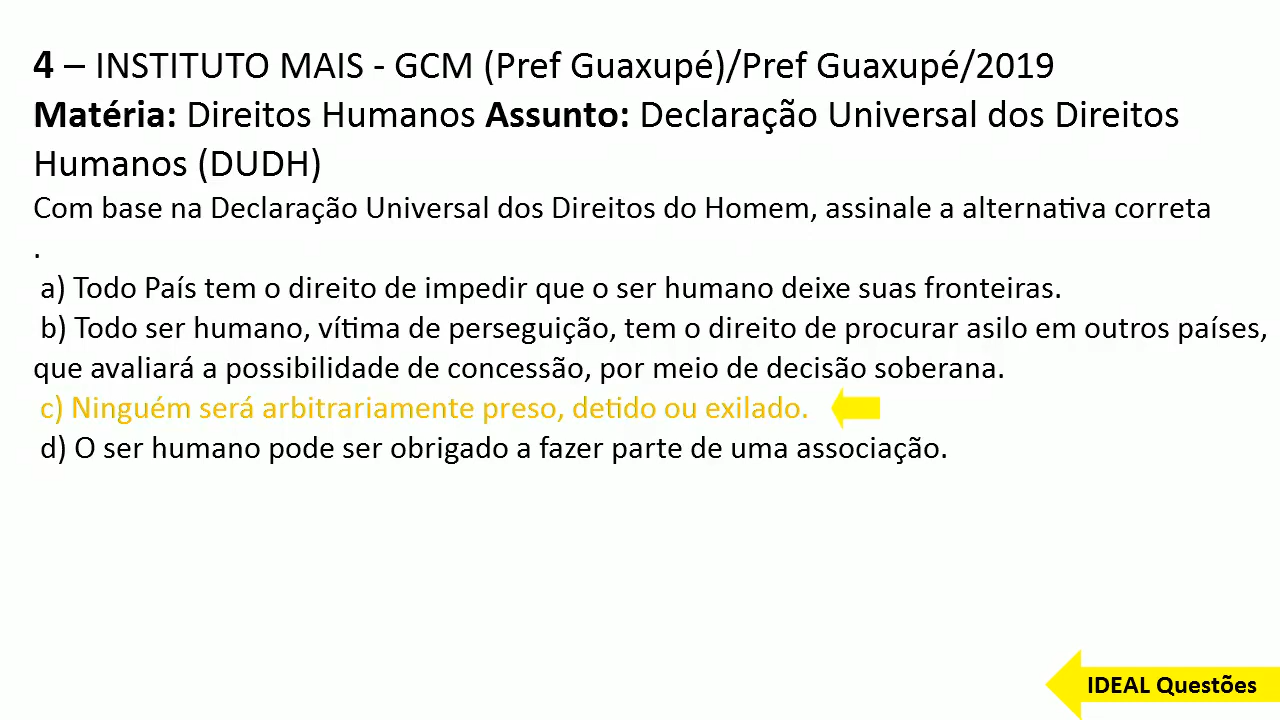 4 – INSTITUTO MAIS - GCM (Pref Guaxupé)/Pref Guaxupé/2019
Matéria: Direitos Humanos Assunto: Declaração Universal dos Direitos
Humanos (DUDH)
Com base na Declaração Universal dos Direitos do Homem, assinale a alternativa correta
.
a) Todo País tem o direito de impedir que o ser humano deixe suas fronteiras.
b) Todo ser humano, vítima de perseguição, tem o direito de procurar asilo em outros países,
que avaliará a possibilidade de concessão, por meio de decisão soberana.
c) Ninguém será arbitrariamente preso, detido ou exilado.
d) O ser humano pode ser obrigado a fazer parte de uma associação.
IDEAL Questões